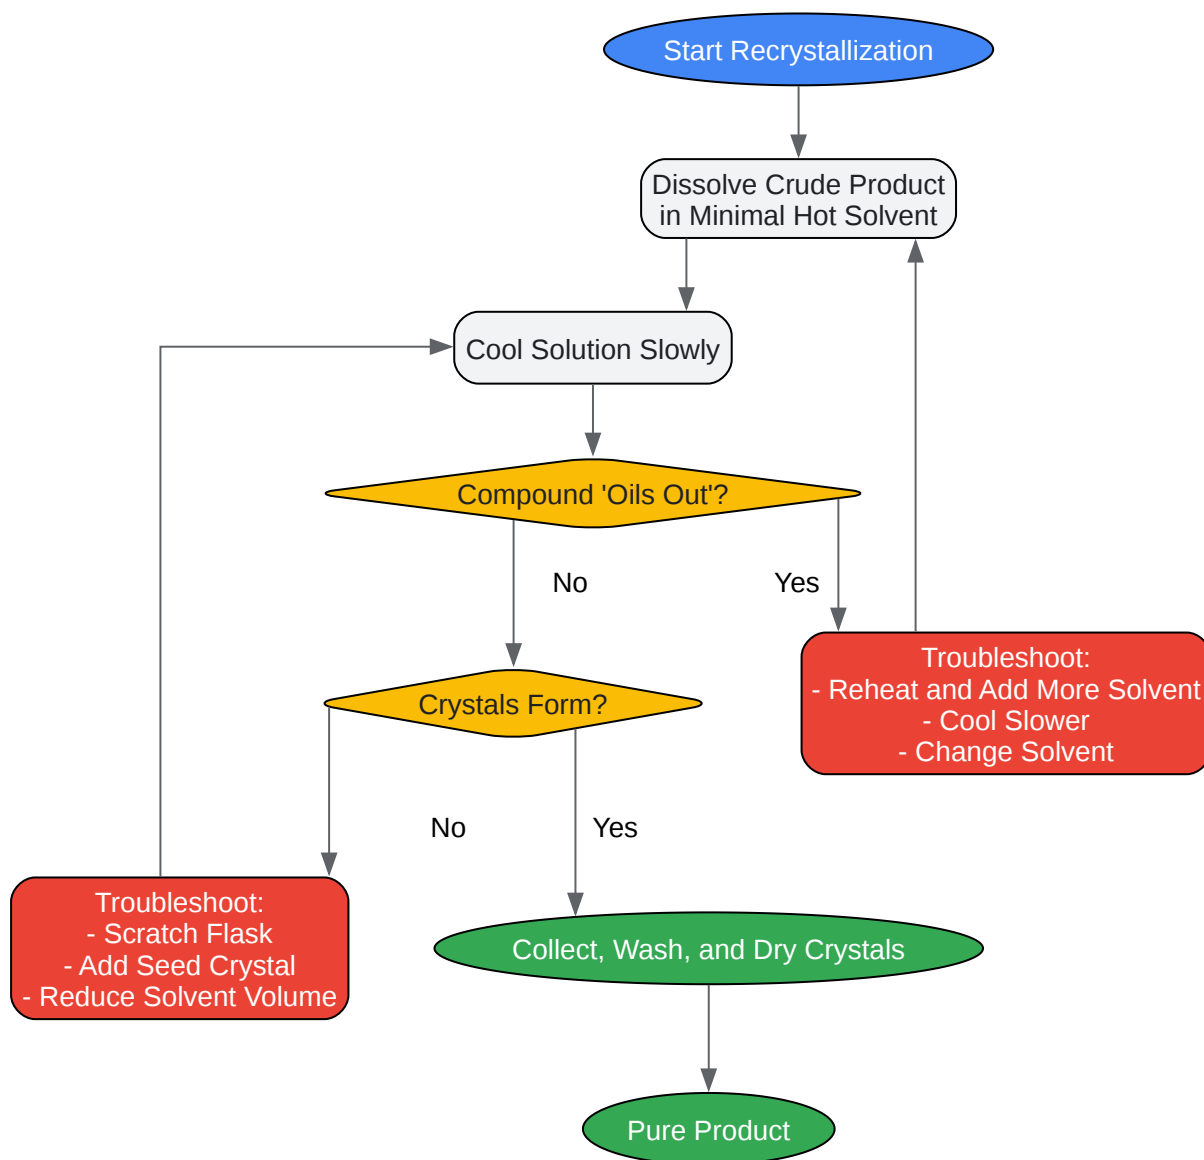 Start Recrystallization
Dissolve Crude Product
in Minimal Hot Solvent
Cool Solution Slowly
Compound 'Oils Out'?
No
Yes
Troubleshoot:
- Reheat and Add More Solvent
- Cool Slower
- Change Solvent
Crystals Form?
No
Yes
Troubleshoot:
- Scratch Flask
- Add Seed Crystal
- Reduce Solvent Volume
Collect, Wash, and Dry Crystals
Pure Product